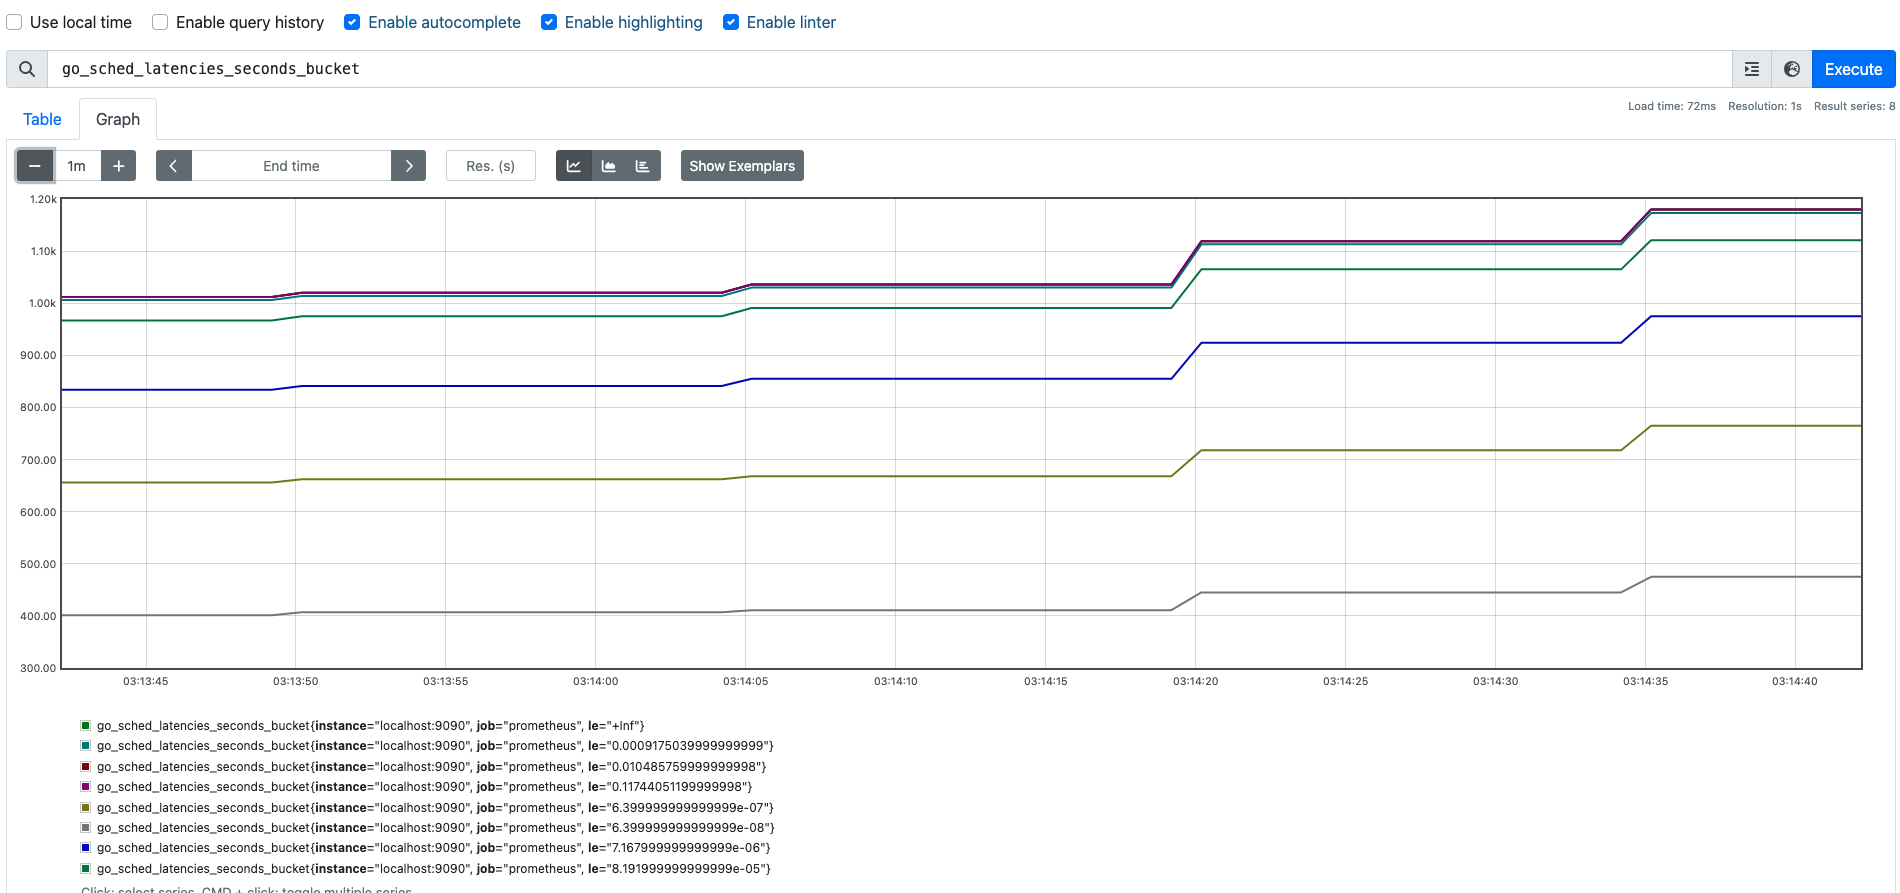 Use local time Enable query history Enable autocomplete Enable highlighting Enable linter
go_sched_latencies_seconds_bucket Execute
Load time: 72ms Resolution: 1s Result series: 8
Table Graph
1m End time Res. (s) Show Exemplars
1.20k
1.10k
1.00k
900.00
800.00
700.00
600.00
500.00
400.00
300.00
03:13:45 03:13:50 03:13:55 03:14:00 03:14:05 03:14:10 03:14:15 03:14:20 03:14:25 03:14:30 03:14:35 03:14:40
go_sched_latencies_seconds_bucket{instance="localhost:9090", job="prometheus", le="+Inf"}
go_sched_latencies_seconds_bucket{instance="localhost:9090", job="prometheus", le="0.0009175039999999999"}
go_sched_latencies_seconds_bucket{instance="localhost:9090", job="prometheus", le="0.010485759999999998"}
go_sched_latencies_seconds_bucket{instance="localhost:9090", job="prometheus", le="0.11744051199999998"}
go_sched_latencies_seconds_bucket{instance="localhost:9090", job="prometheus", le="6.399999999999999e-07"}
go_sched_latencies_seconds_bucket{instance="localhost:9090", job="prometheus", le="6.399999999999999e-08"}
go_sched_latencies_seconds_bucket{instance="localhost:9090", job="prometheus", le="7.167999999999999e-06"}
go_sched_latencies_seconds_bucket{instance="localhost:9090", job="prometheus", le="8.191999999999999e-05"}
Click: select series, CMD + click: toggle multiple series